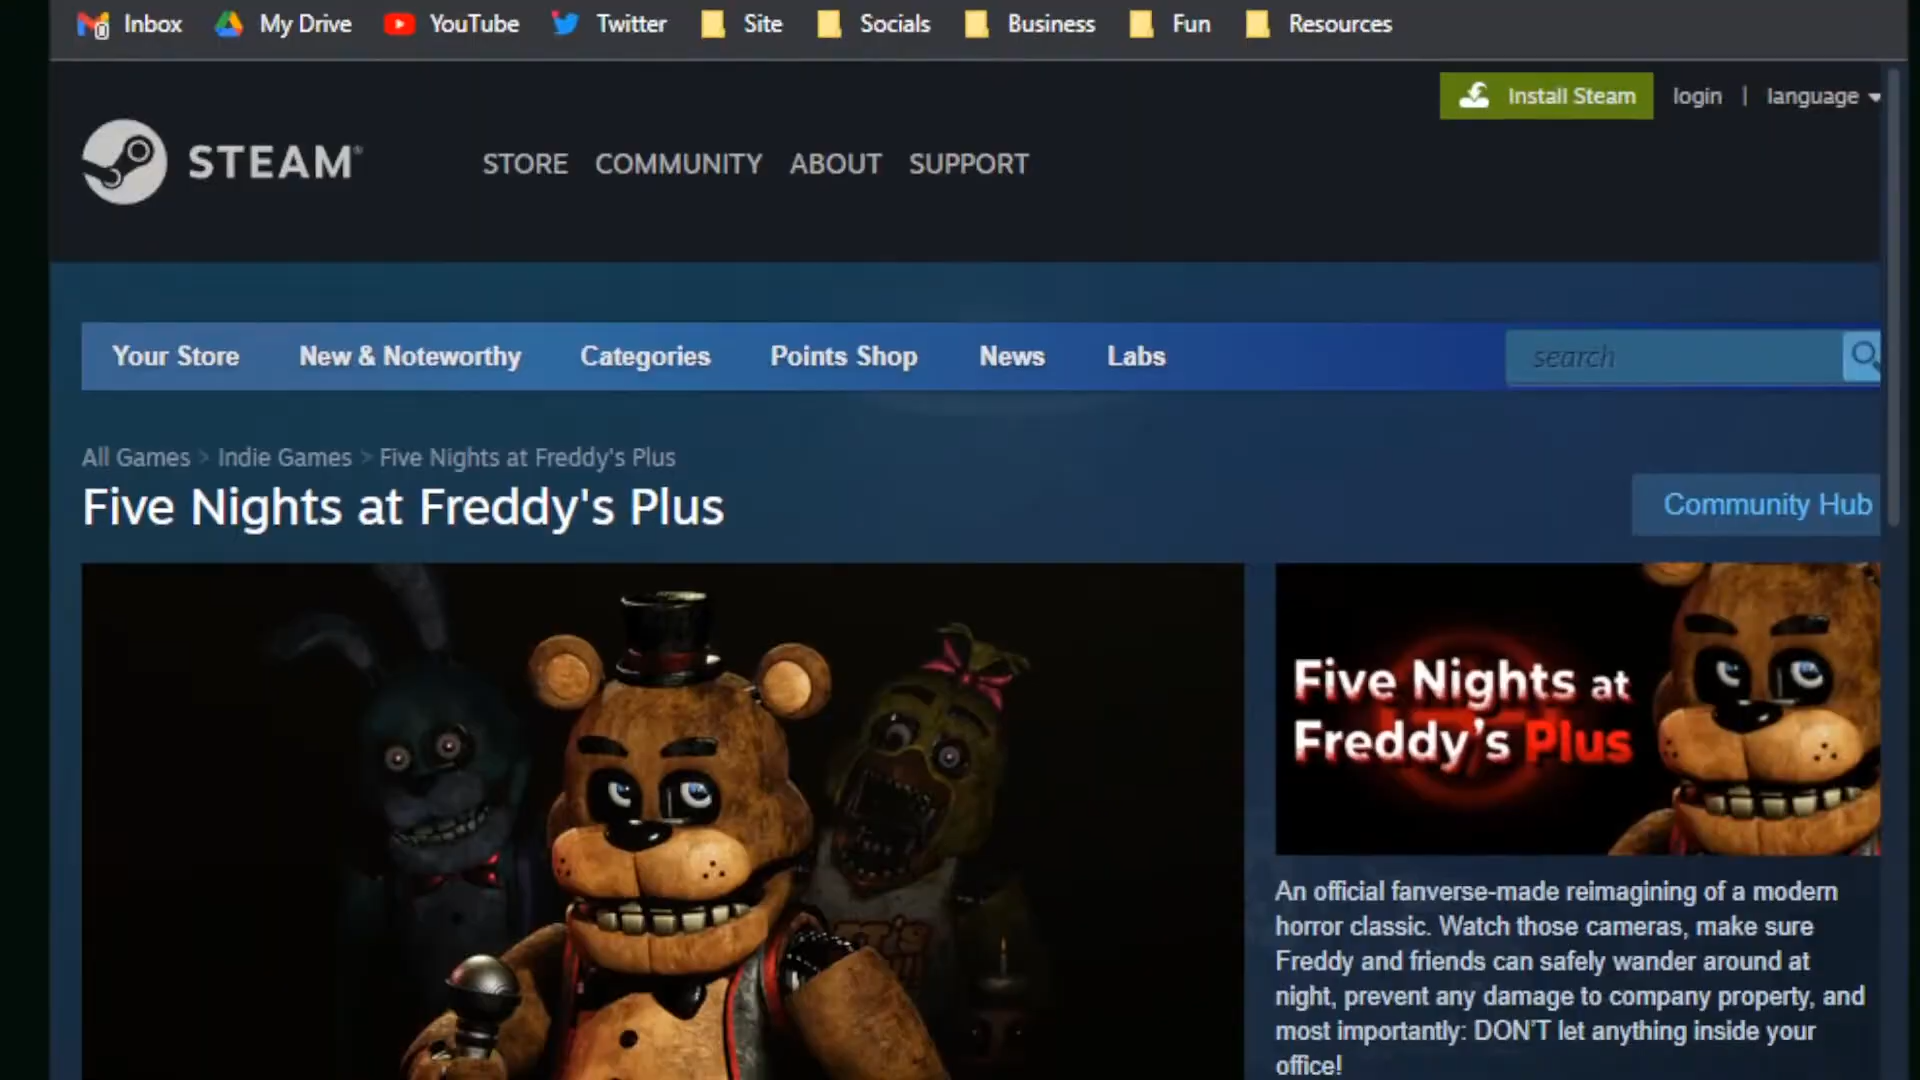 Inbox My Drive YouTube Twitter Site Socials Business Fun Resources
Install Steam login | language
STEAM®
STORE COMMUNITY ABOUT SUPPORT
Your Store New & Noteworthy Categories Points Shop News Labs search
All Games > Indie Games > Five Nights at Freddy's Plus
Five Nights at Freddy's Plus
Community Hub
Five Nights at
Freddy's Plus
An official fanverse-made reimagining of a modern
horror classic. Watch those cameras, make sure
Freddy and friends can safely wander around at
night, prevent any damage to company property, and
most importantly: DON'T let anything inside your
office!